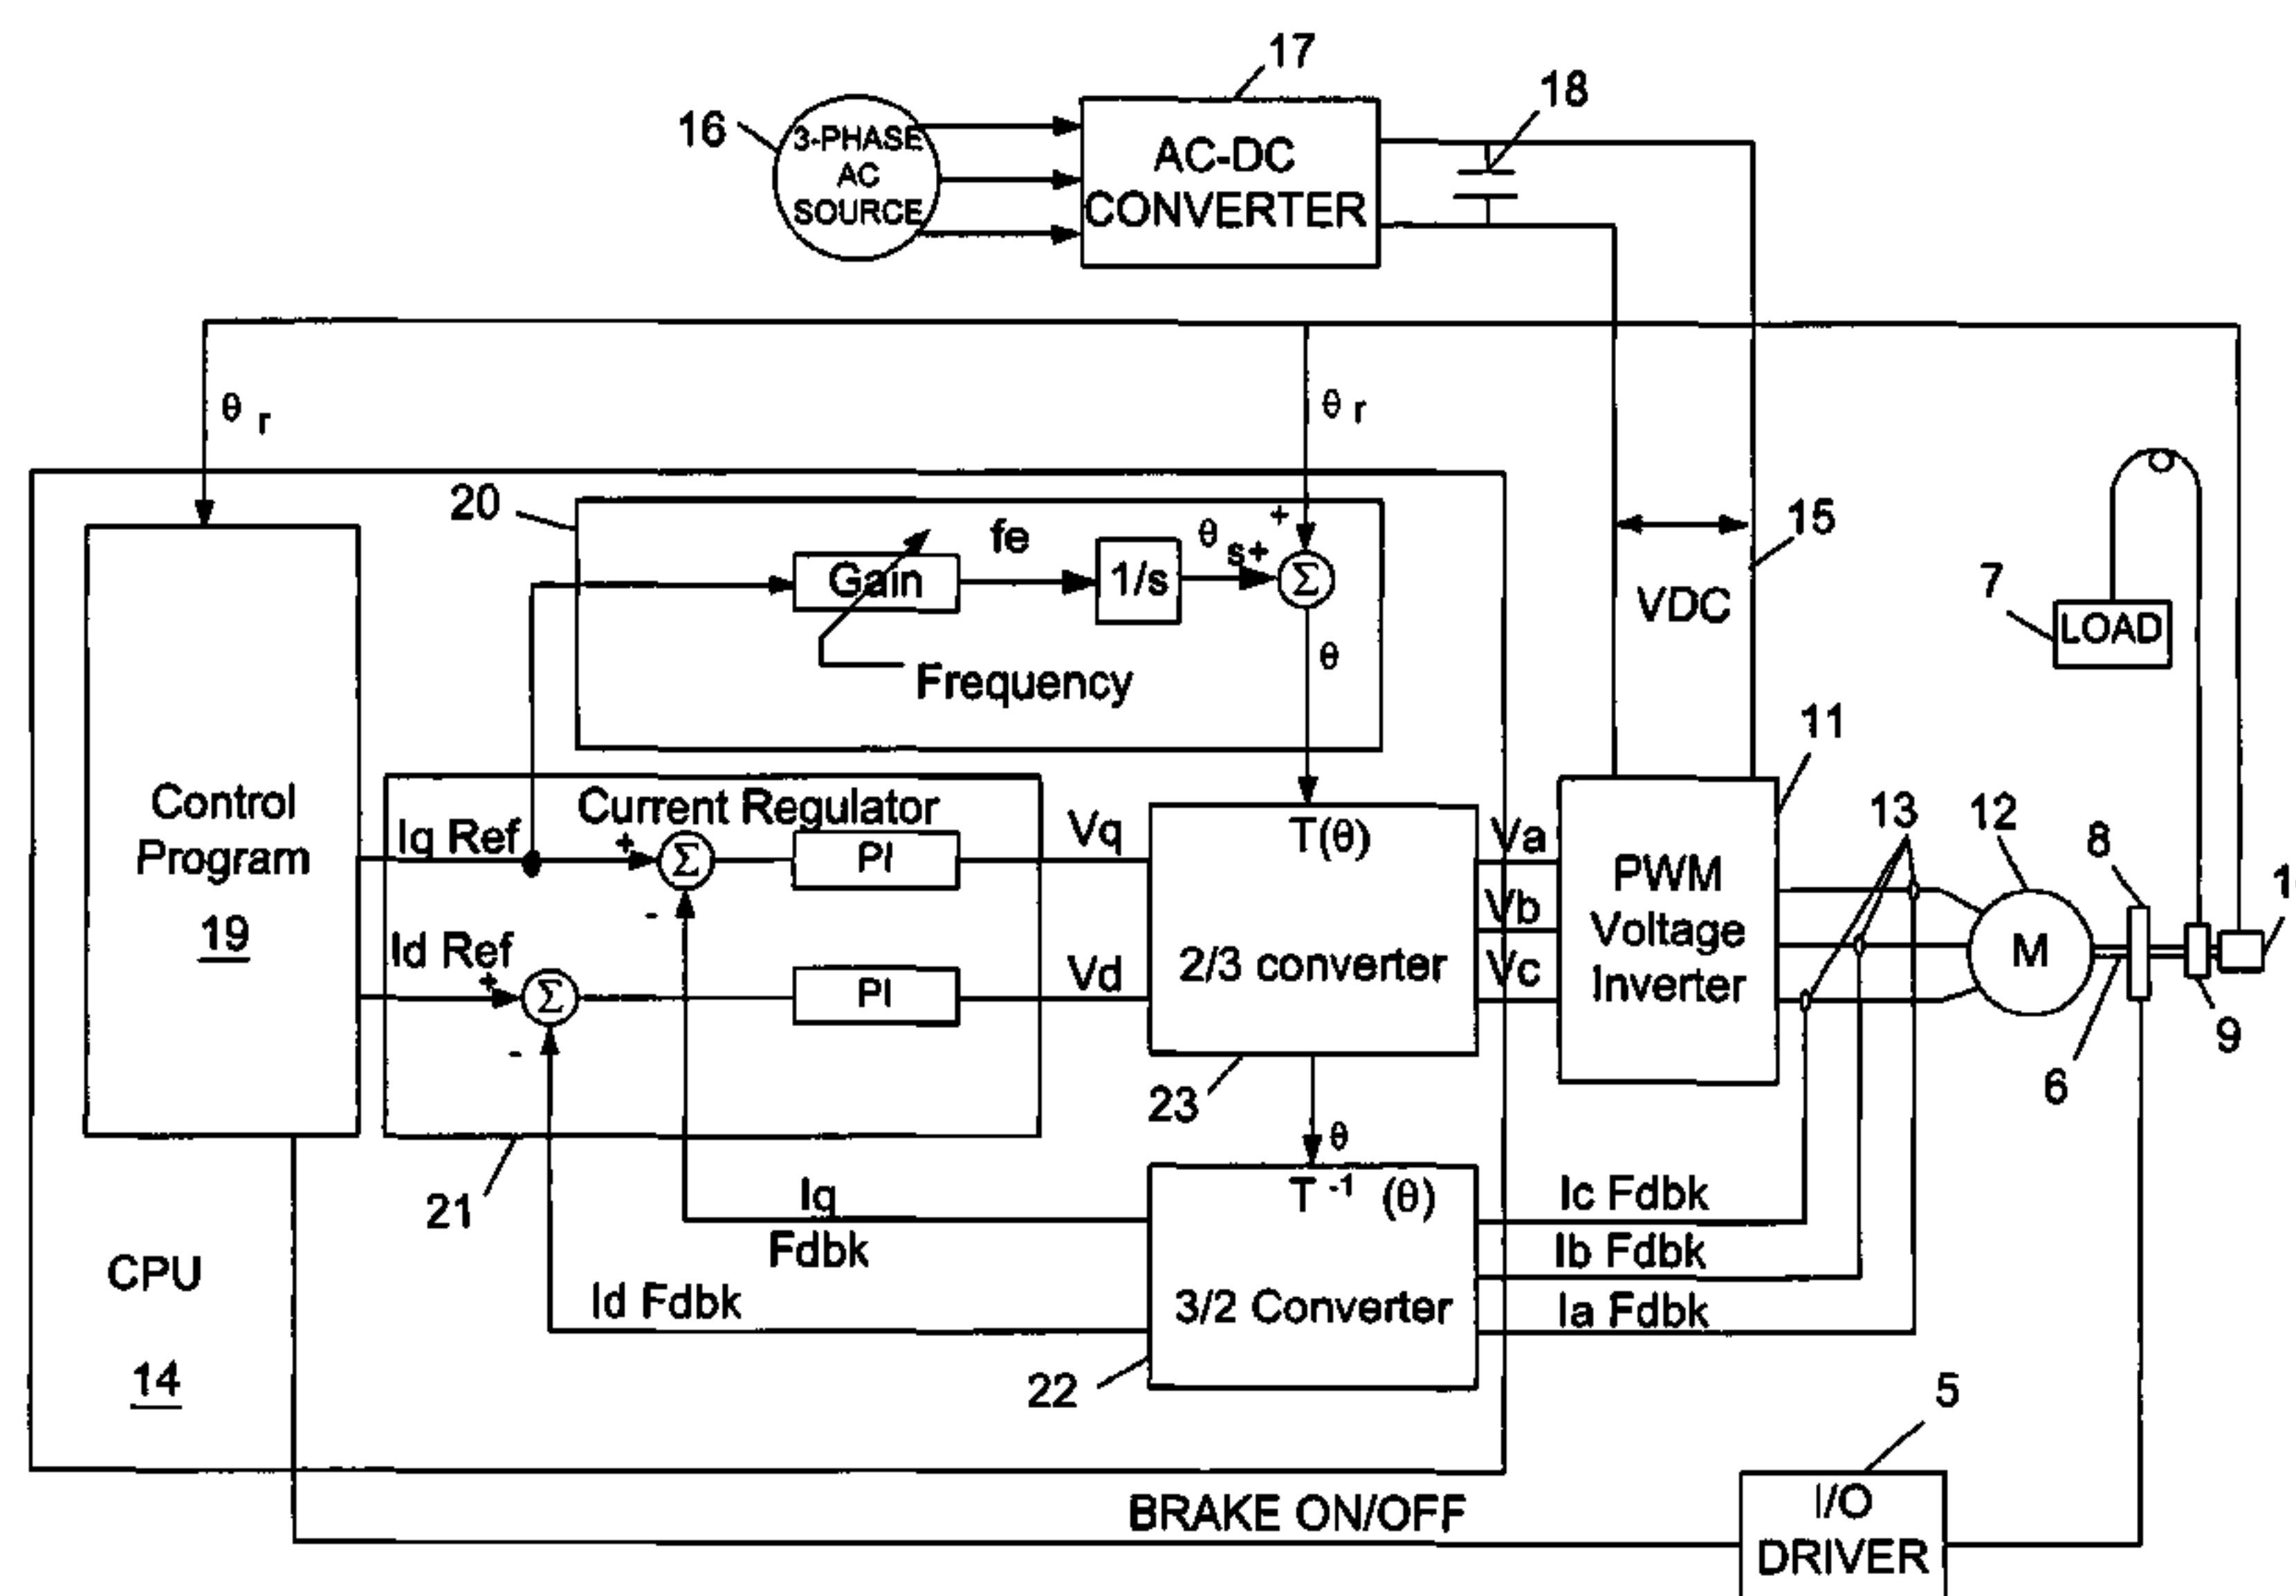 17
18
16
3-PHASE
AC
SOURCE
AC-DC
CONVERTER
θ r
θ r
20
fe
θ s+
+
15
Gain
1/s
Σ
7
LOAD
VDC
θ
Frequency
11
Control
Program
19
Current Regulator
Iq Ref
+
Σ
PI
Vq
T(θ)
Va
PWM
Voltage
Inverter
13
12
8
1
-
Vb
Id Ref
+
Σ
PI
Vd
2/3 converter
Vc
M
-
9
6
23
θ
21
Iq
Fdbk
T -1 (θ)
Ic Fdbk
Ib Fdbk
CPU
Id Fdbk
3/2 Converter
Ia Fdbk
14
22
5
BRAKE ON/OFF
I/O
DRIVER